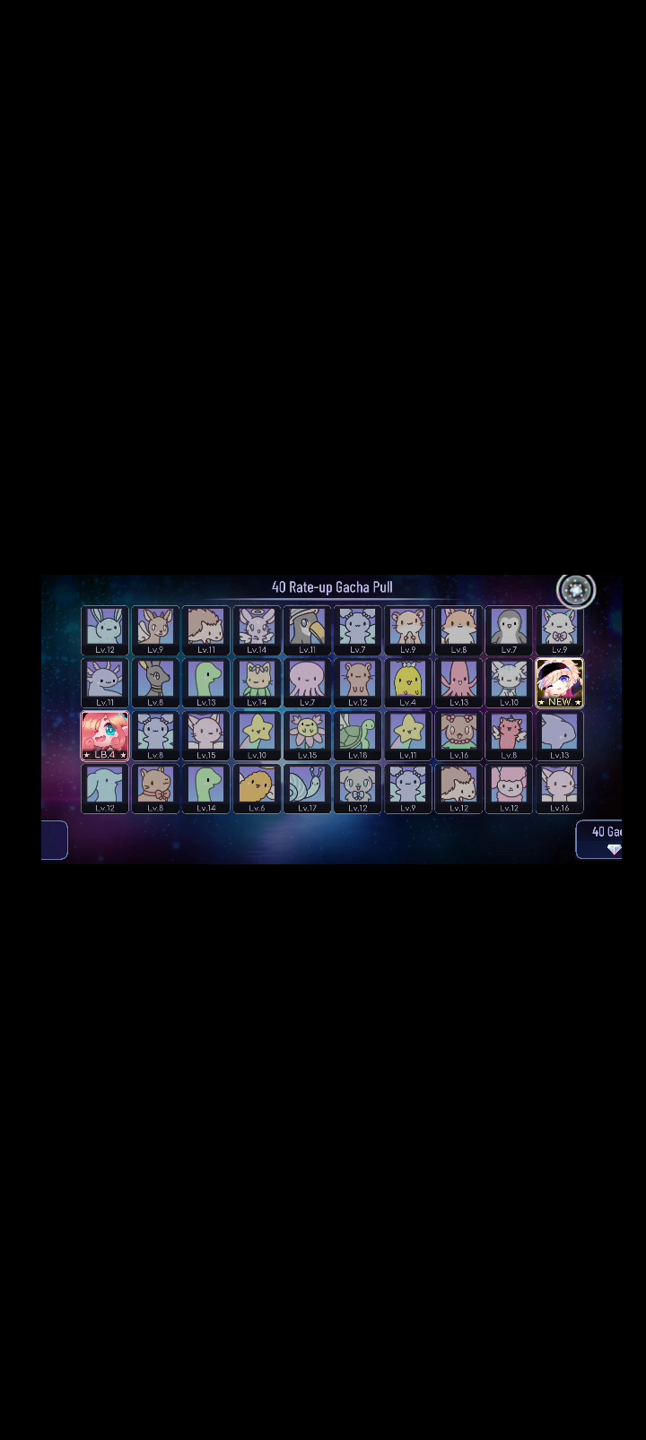 40 Rate-up Gacha Pull
Lv.12 Lv.9 Lv.11 Lv.14 Lv.11 Lv.7 Lv.9 Lv.8 Lv.7 Lv.9
Lv.11 Lv.7 Lv.13 Lv.14 Lv.7 Lv.12 Lv.4 Lv.13 Lv.10 ★ NEW ★
★ LB.4 ★ Lv.8 Lv.15 Lv.10 Lv.15 Lv.18 Lv.11 Lv.16 Lv.8 Lv.13
Lv.12 Lv.8 Lv.14 Lv.6 Lv.17 Lv.12 Lv.9 Lv.12 Lv.12 Lv.16
40 Gac